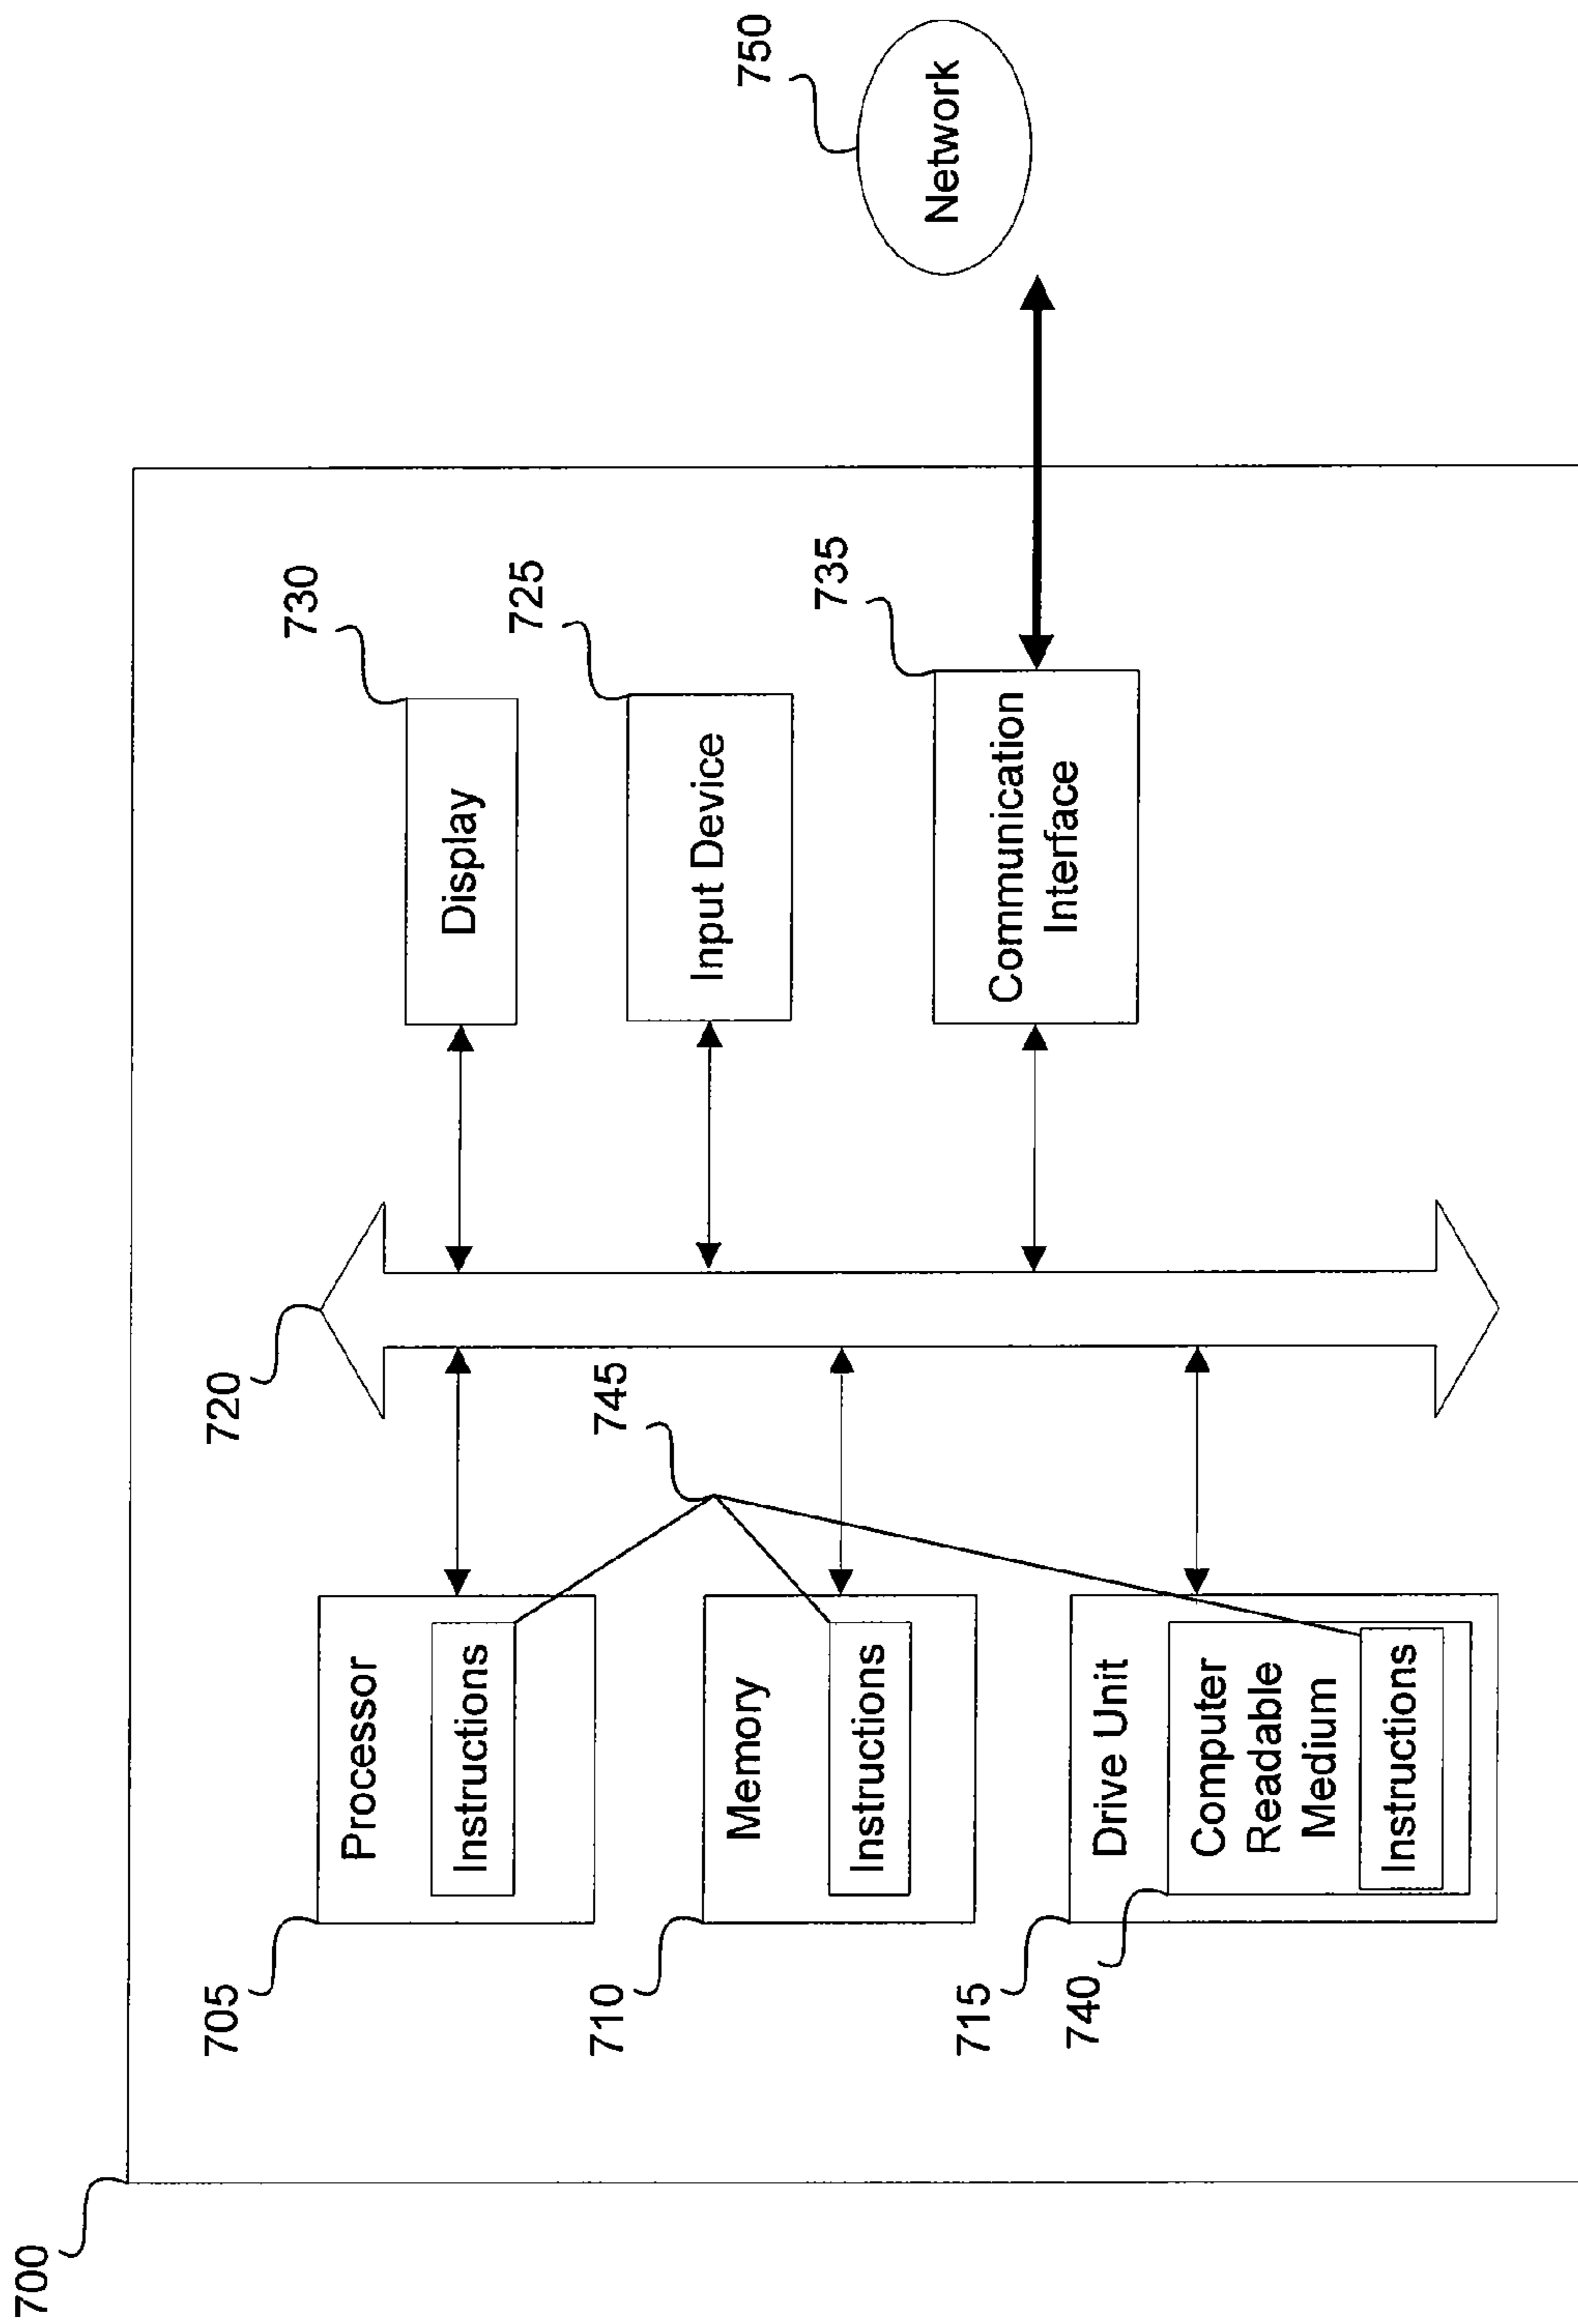 700
705
Processor
Instructions
710
Memory
Instructions
715
740
Drive Unit
Computer
Readable
Medium
Instructions
745
720
730
Display
725
Input Device
735
Communication
Interface
750
Network